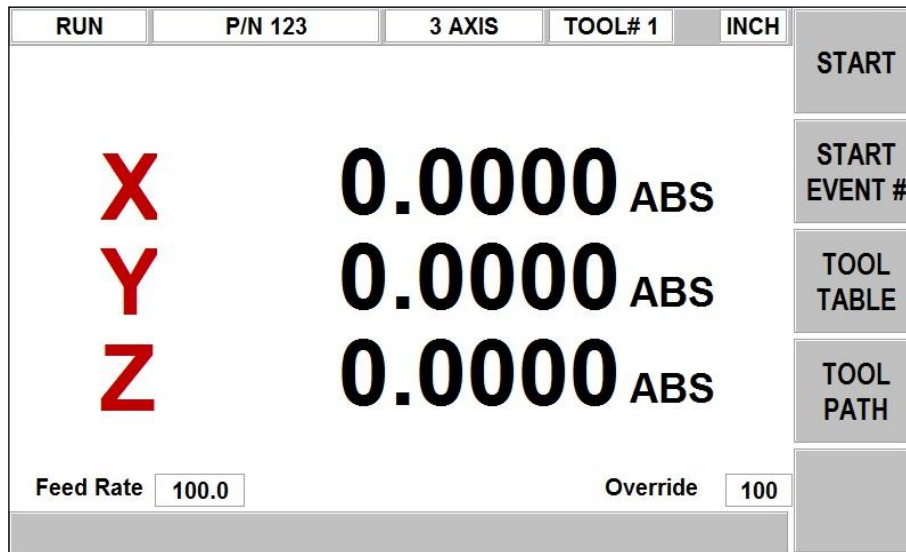 RUN P/N 123 3 AXIS TOOL# 1 INCH
START
X 0.0000 ABS
START
EVENT #
Y 0.0000 ABS
TOOL
TABLE
Z 0.0000 ABS
TOOL
PATH
Feed Rate 100.0 Override 100